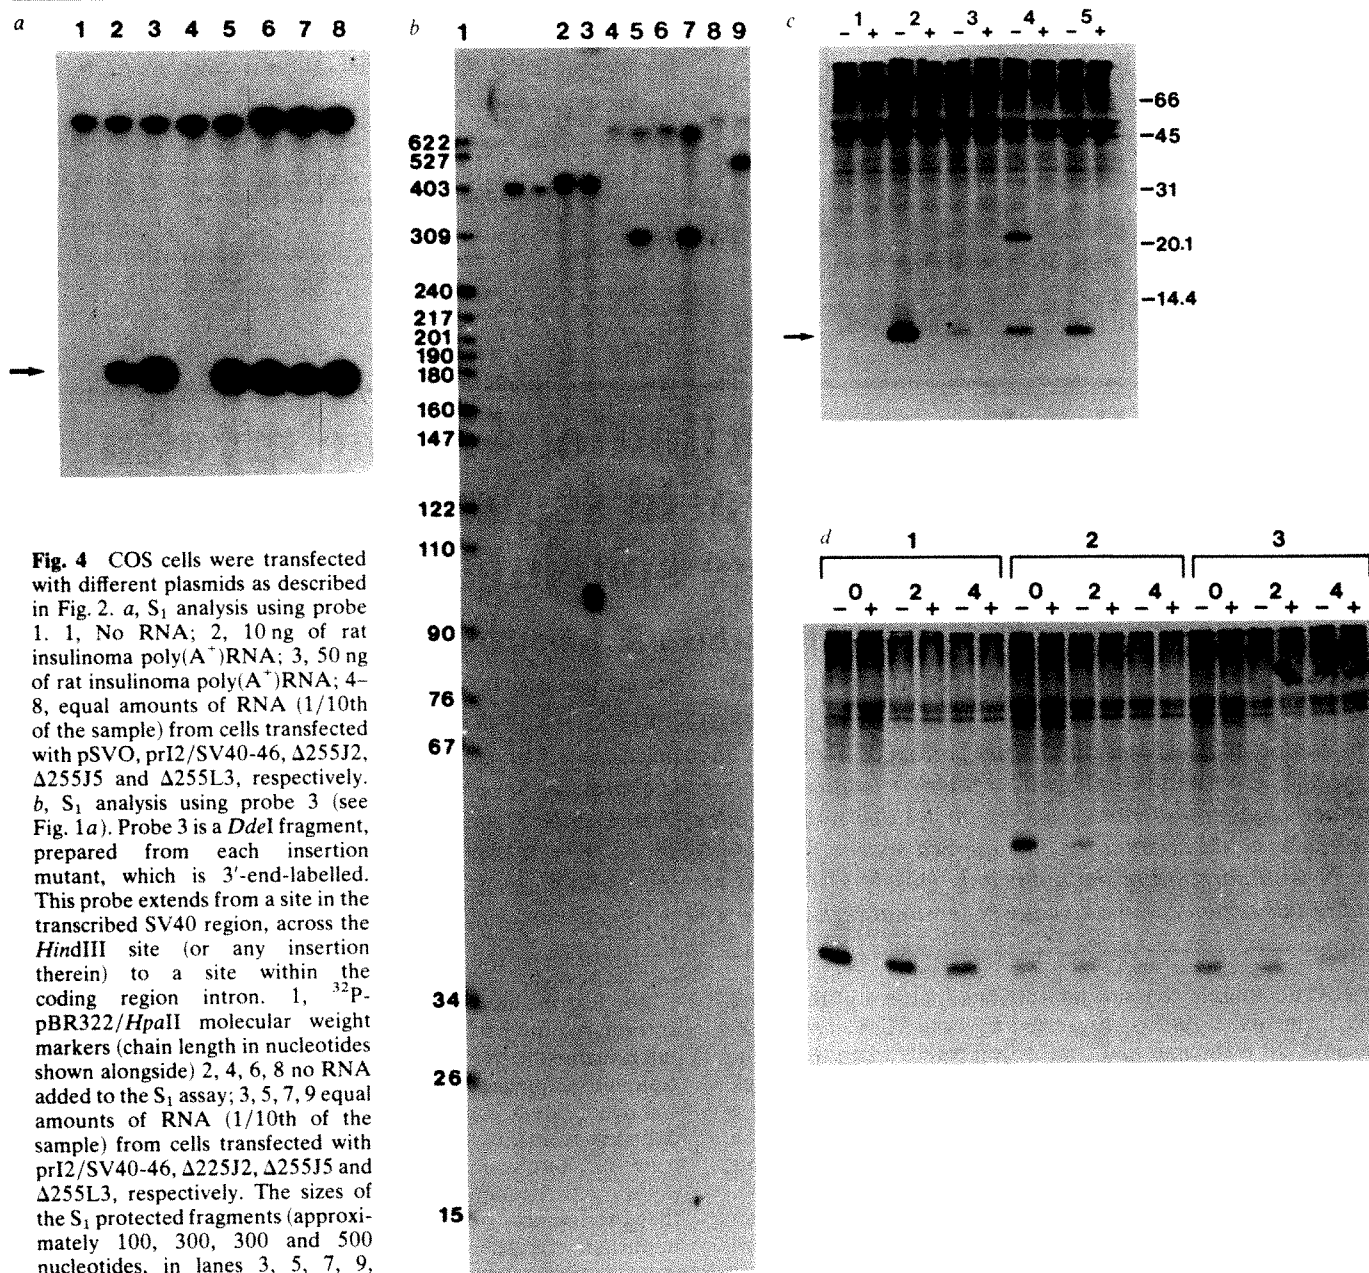 a
1 2 3 4 5 6 7 8
b
1 2 3 4 5 6 7 8 9
622
527
403
309
240
217
201
190
180
160
147
122
110
90
76
67
34
26
15
c
1 2 3 4 5
- + - + - + - + - +
-66
-45
-31
-20.1
-14.4
d
1 2 3
0 2 4 0 2 4 0 2 4
- + - + - + - + - + - + - + - + - +
Fig. 4 COS cells were transfected
with different plasmids as described
in Fig. 2. a, S₁ analysis using probe
1. 1, No RNA; 2, 10 ng of rat
insulinoma poly(A⁺)RNA; 3, 50 ng
of rat insulinoma poly(A⁺)RNA; 4–
8, equal amounts of RNA (1/10th
of the sample) from cells transfected
with pSVO, prI2/SV40-46, Δ255J2,
Δ255J5 and Δ255L3, respectively.
b, S₁ analysis using probe 3 (see
Fig. 1a). Probe 3 is a DdeI fragment,
prepared from each insertion
mutant, which is 3'-end-labelled.
This probe extends from a site in the
transcribed SV40 region, across the
HindIII site (or any insertion
therein) to a site within the
coding region intron. 1, ³²P-
pBR322/HpaII molecular weight
markers (chain length in nucleotides
shown alongside) 2, 4, 6, 8 no RNA
added to the S₁ assay; 3, 5, 7, 9 equal
amounts of RNA (1/10th of the
sample) from cells transfected with
prI2/SV40-46, Δ225J2, Δ255J5 and
Δ255L3, respectively. The sizes of
the S₁ protected fragments (approxi-
mately 100, 300, 300 and 500
nucleotides, in lanes 3, 5, 7, 9,